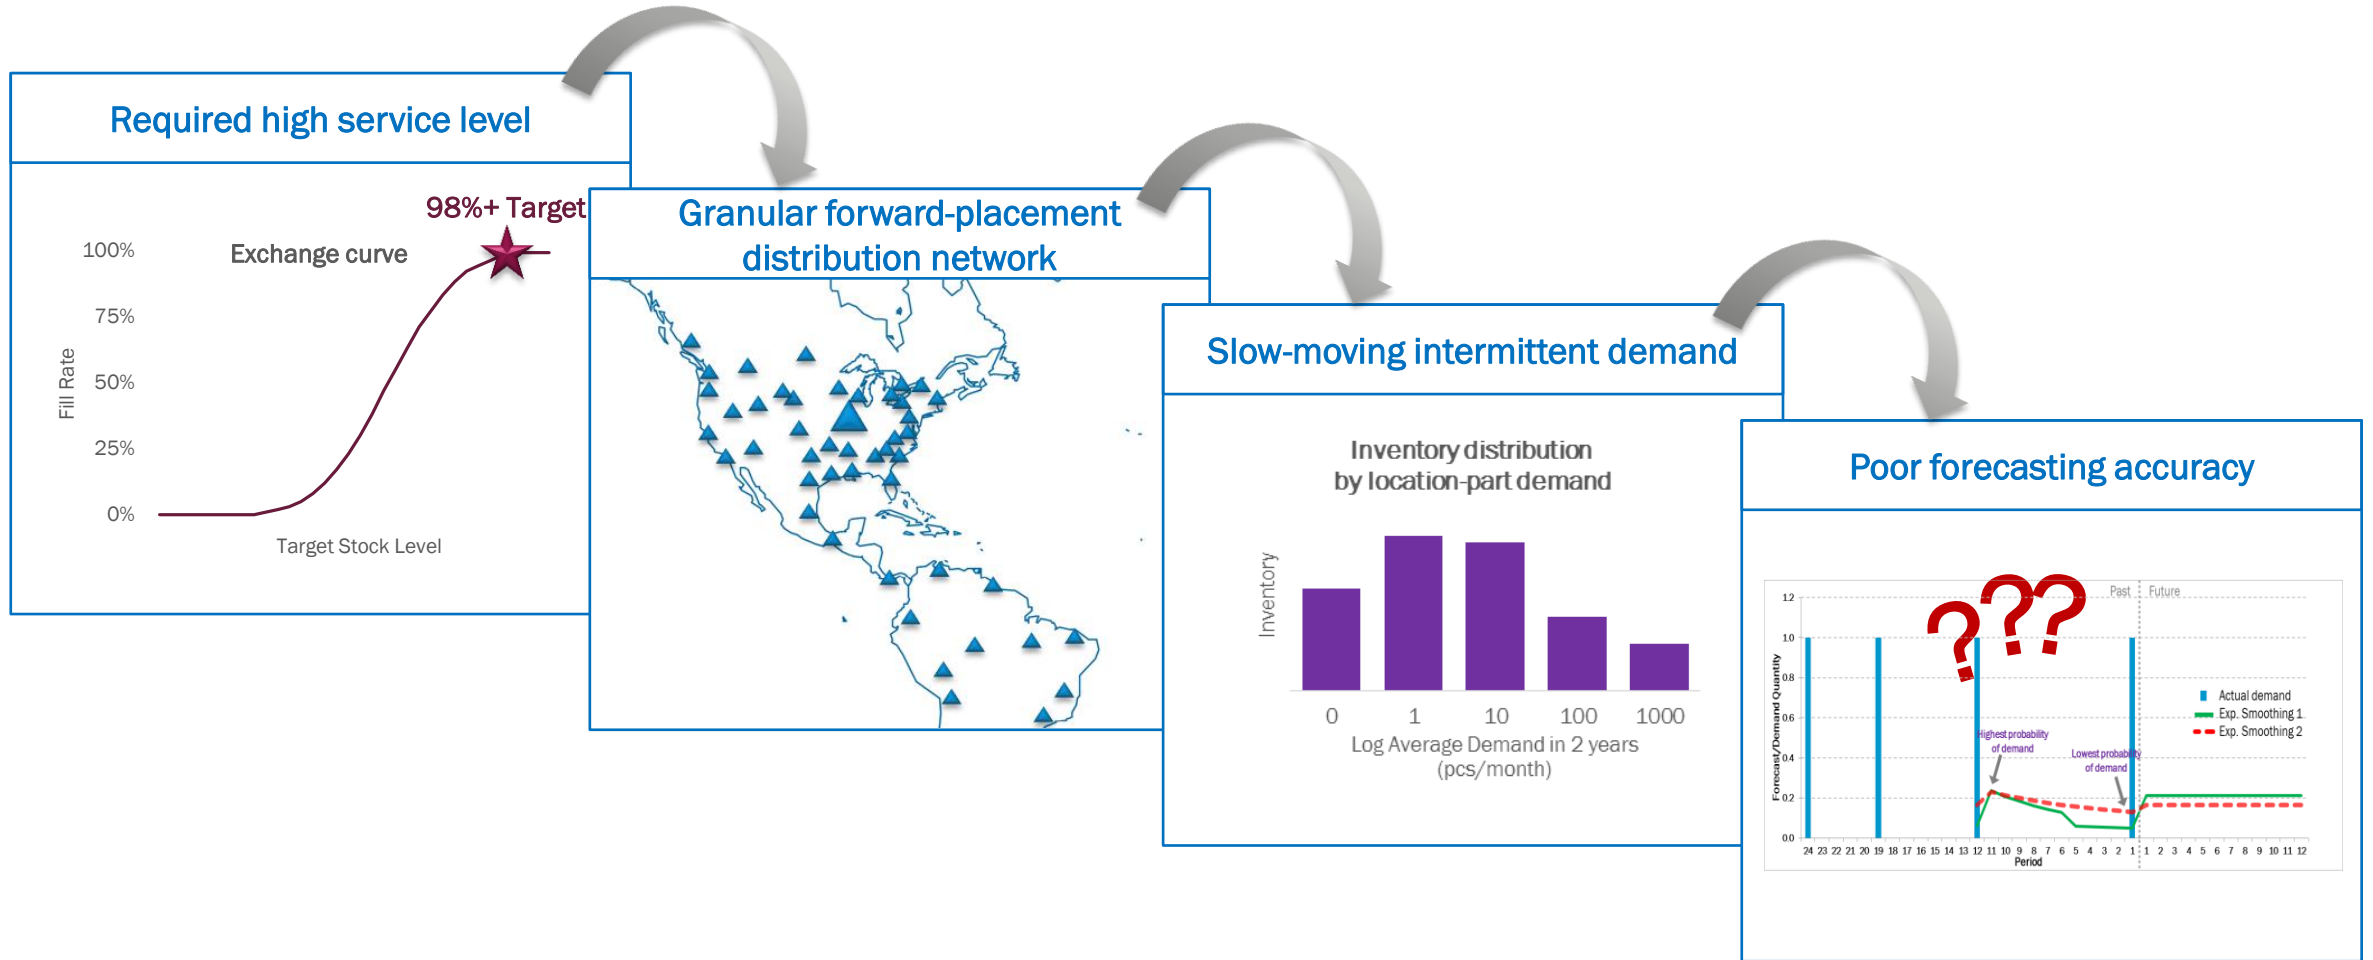 Required high service level
98%+ Target
Exchange curve
100%
75%
50%
25%
0%
Fill Rate
Target Stock Level
Granular forward-placement
distribution network
Slow-moving intermittent demand
Inventory distribution
by location-part demand
Inventory
0 1 10 100 1000
Log Average Demand in 2 years
(pcs/month)
Poor forecasting accuracy
????
Past Future
1.2
1.0
0.8
0.6
0.4
0.2
0.0
Forecast/Demand Quantity
Actual demand
Exp. Smoothing 1
Exp. Smoothing 2
Highest probability
of demand
Lowest probability
of demand
24 23 22 21 20 19 18 17 16 15 14 13 12 11 10 9 8 7 6 5 4 3 2 1 1 2 3 4 5 6 7 8 9 10 11 12
Period